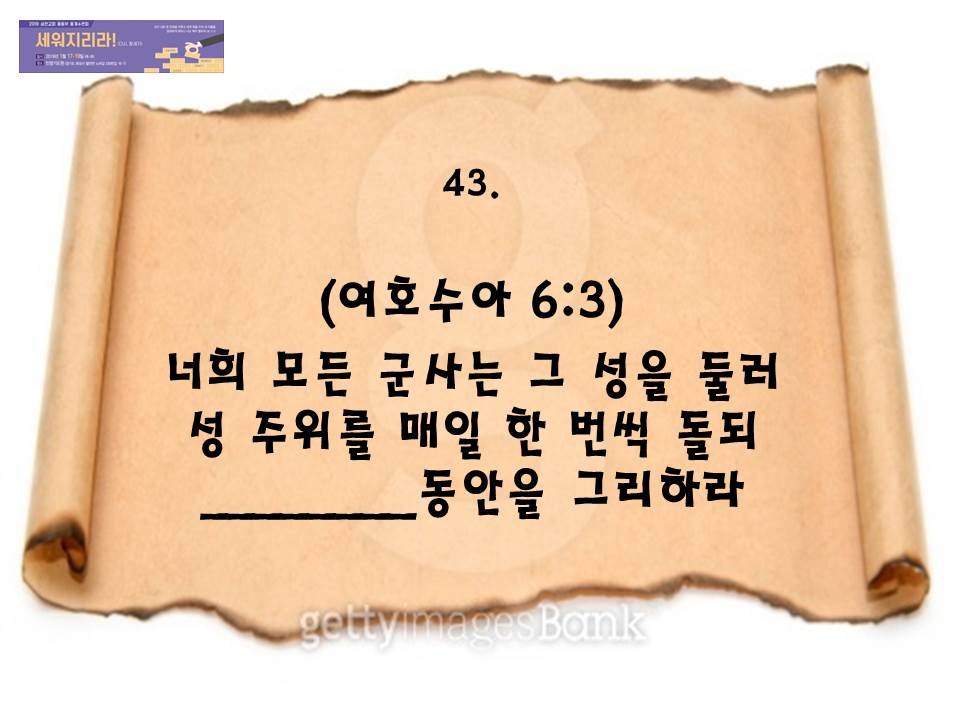 세워지리라!
43.
(여호수아 6:3)
너희 모든 군사는 그 성을 둘러
성 주위를 매일 한 번씩 돌되
_________동안을 그리하라
gettyimagesBank